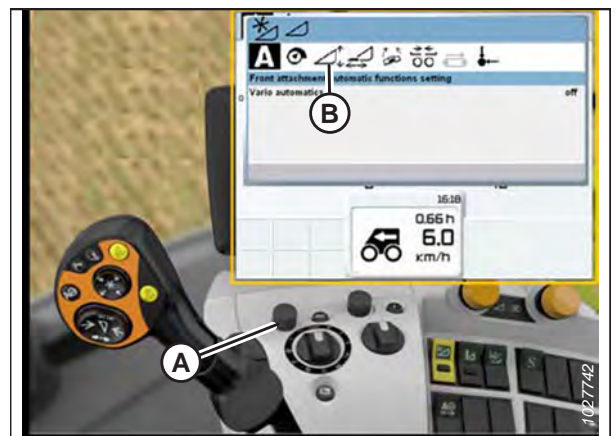 A
Front attachment automatic functions setting
Vario automatics off
B
16:18
0.66 h
6.0
km/h
A
1027742